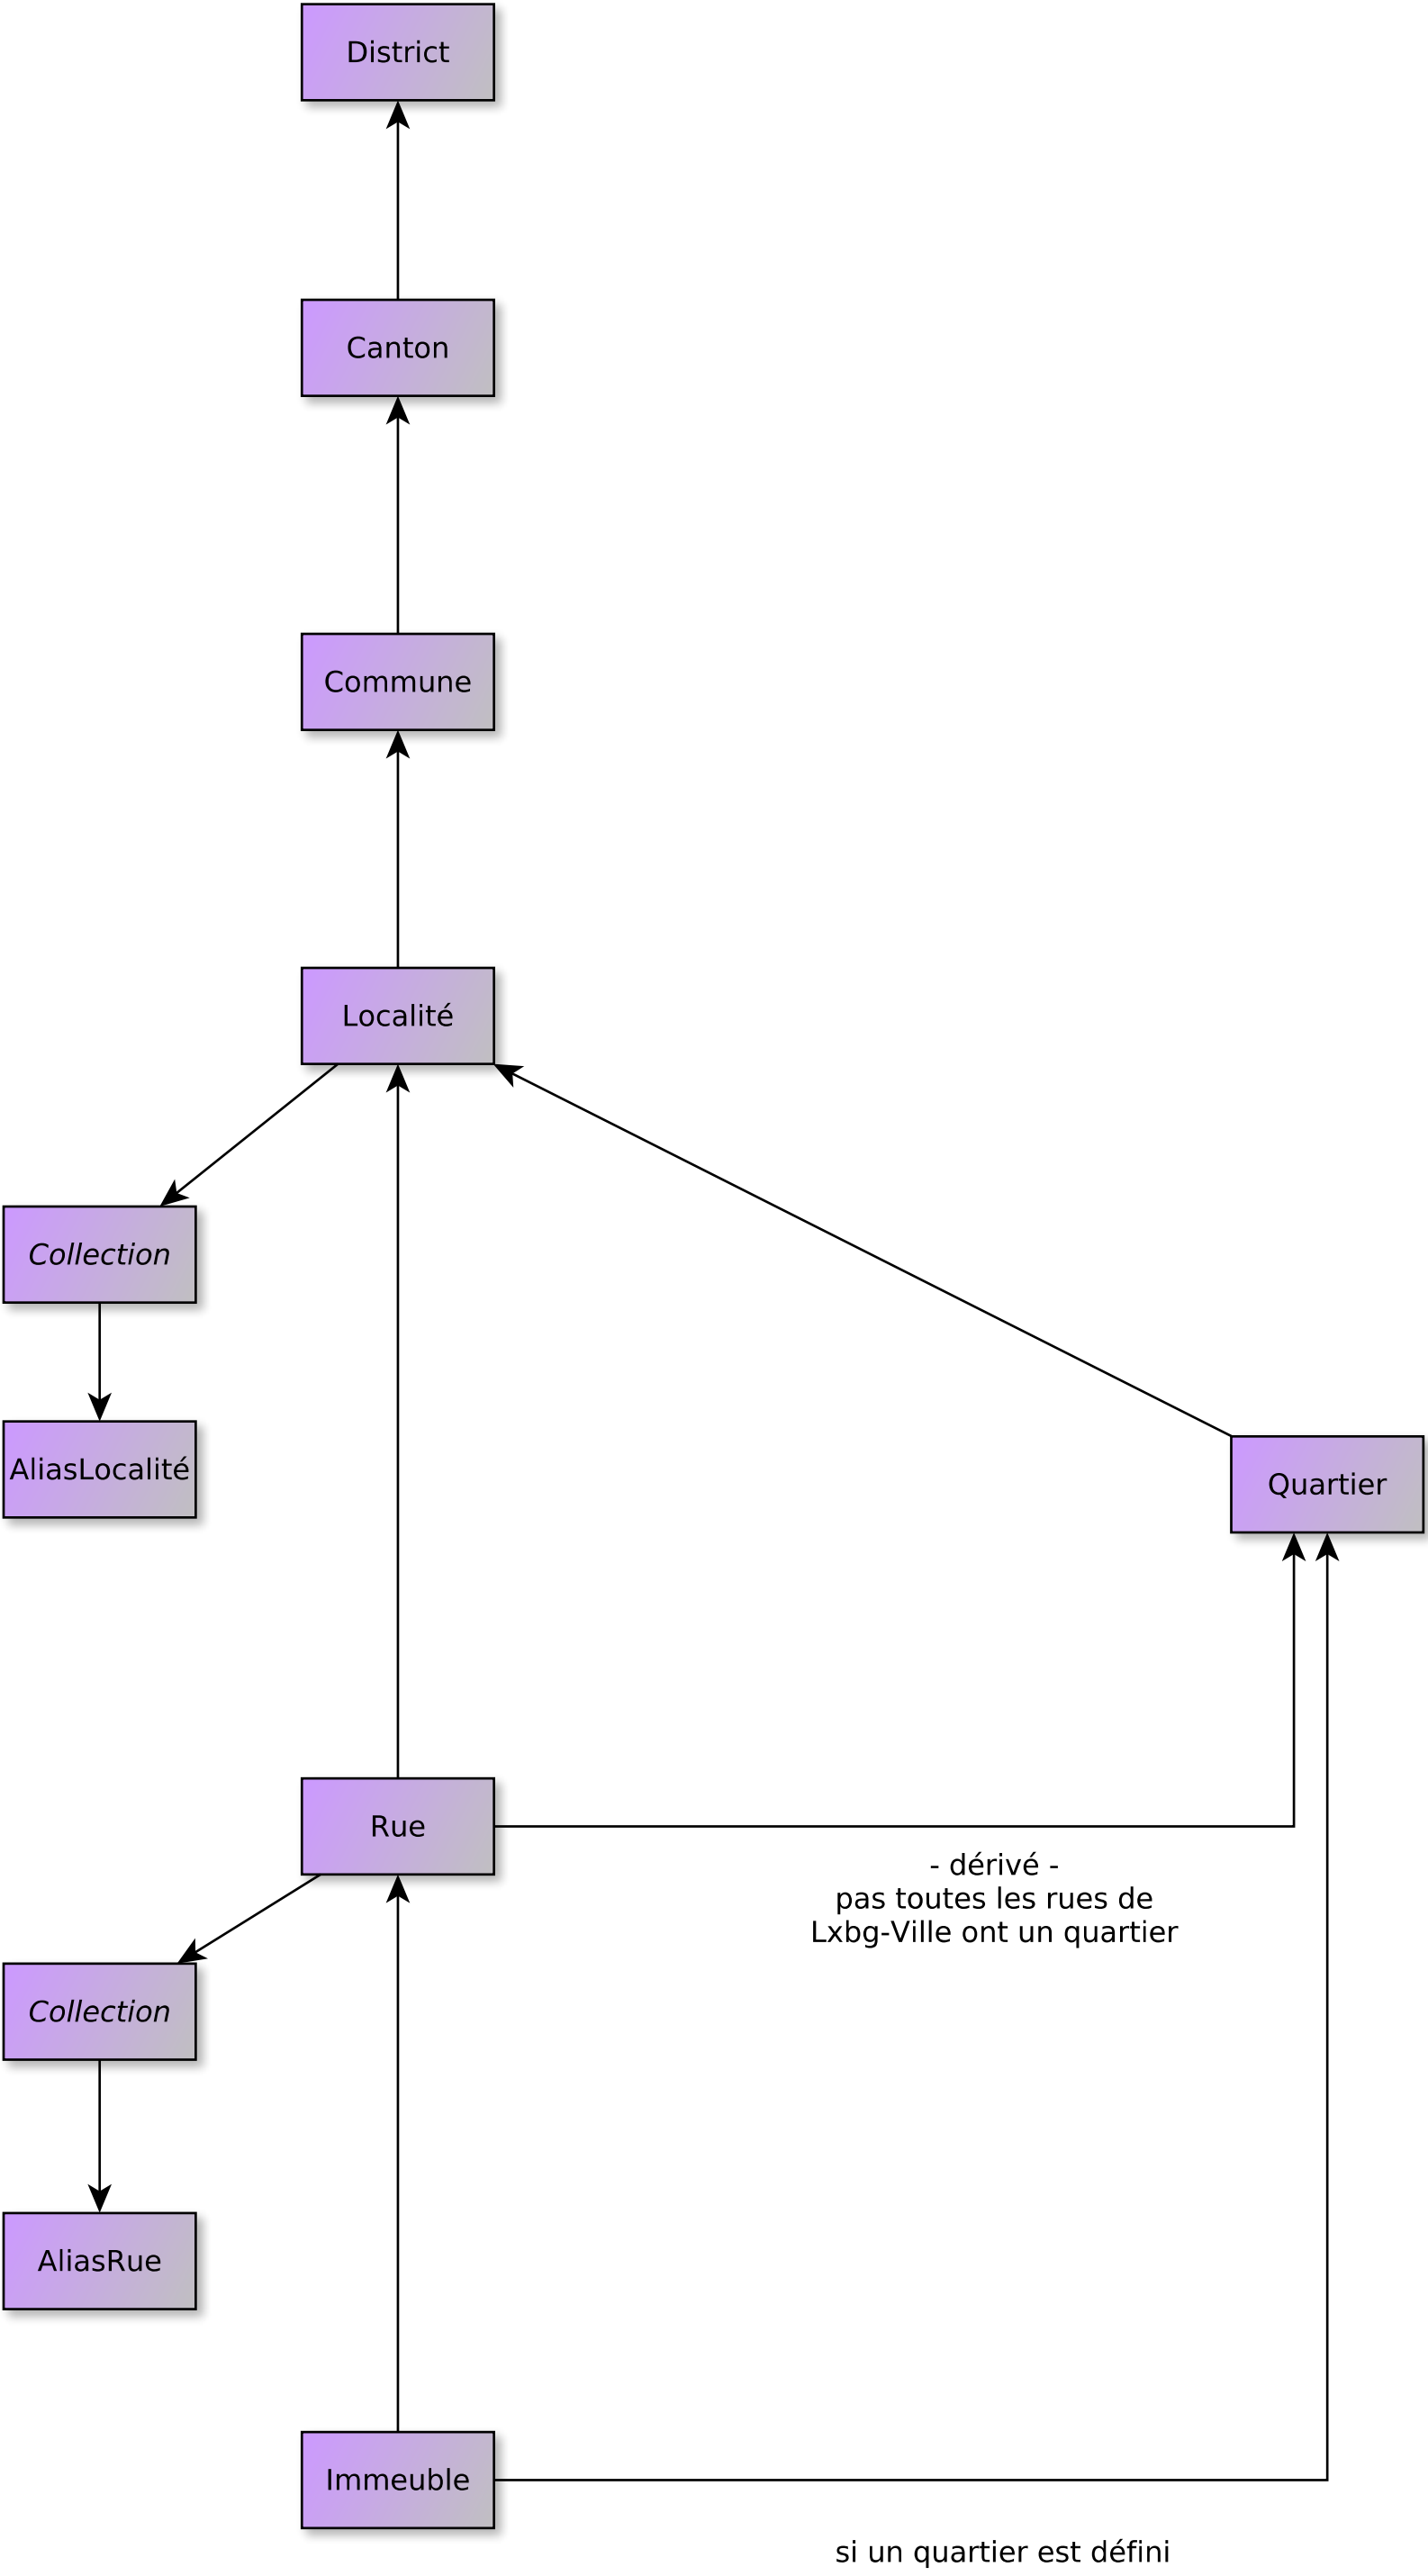 District
Canton
Commune
Localité
Collection
AliasLocalité
Quartier
Rue
- dérivé -
pas toutes les rues de
Lxbg-Ville ont un quartier
Collection
AliasRue
Immeuble
si un quartier est défini